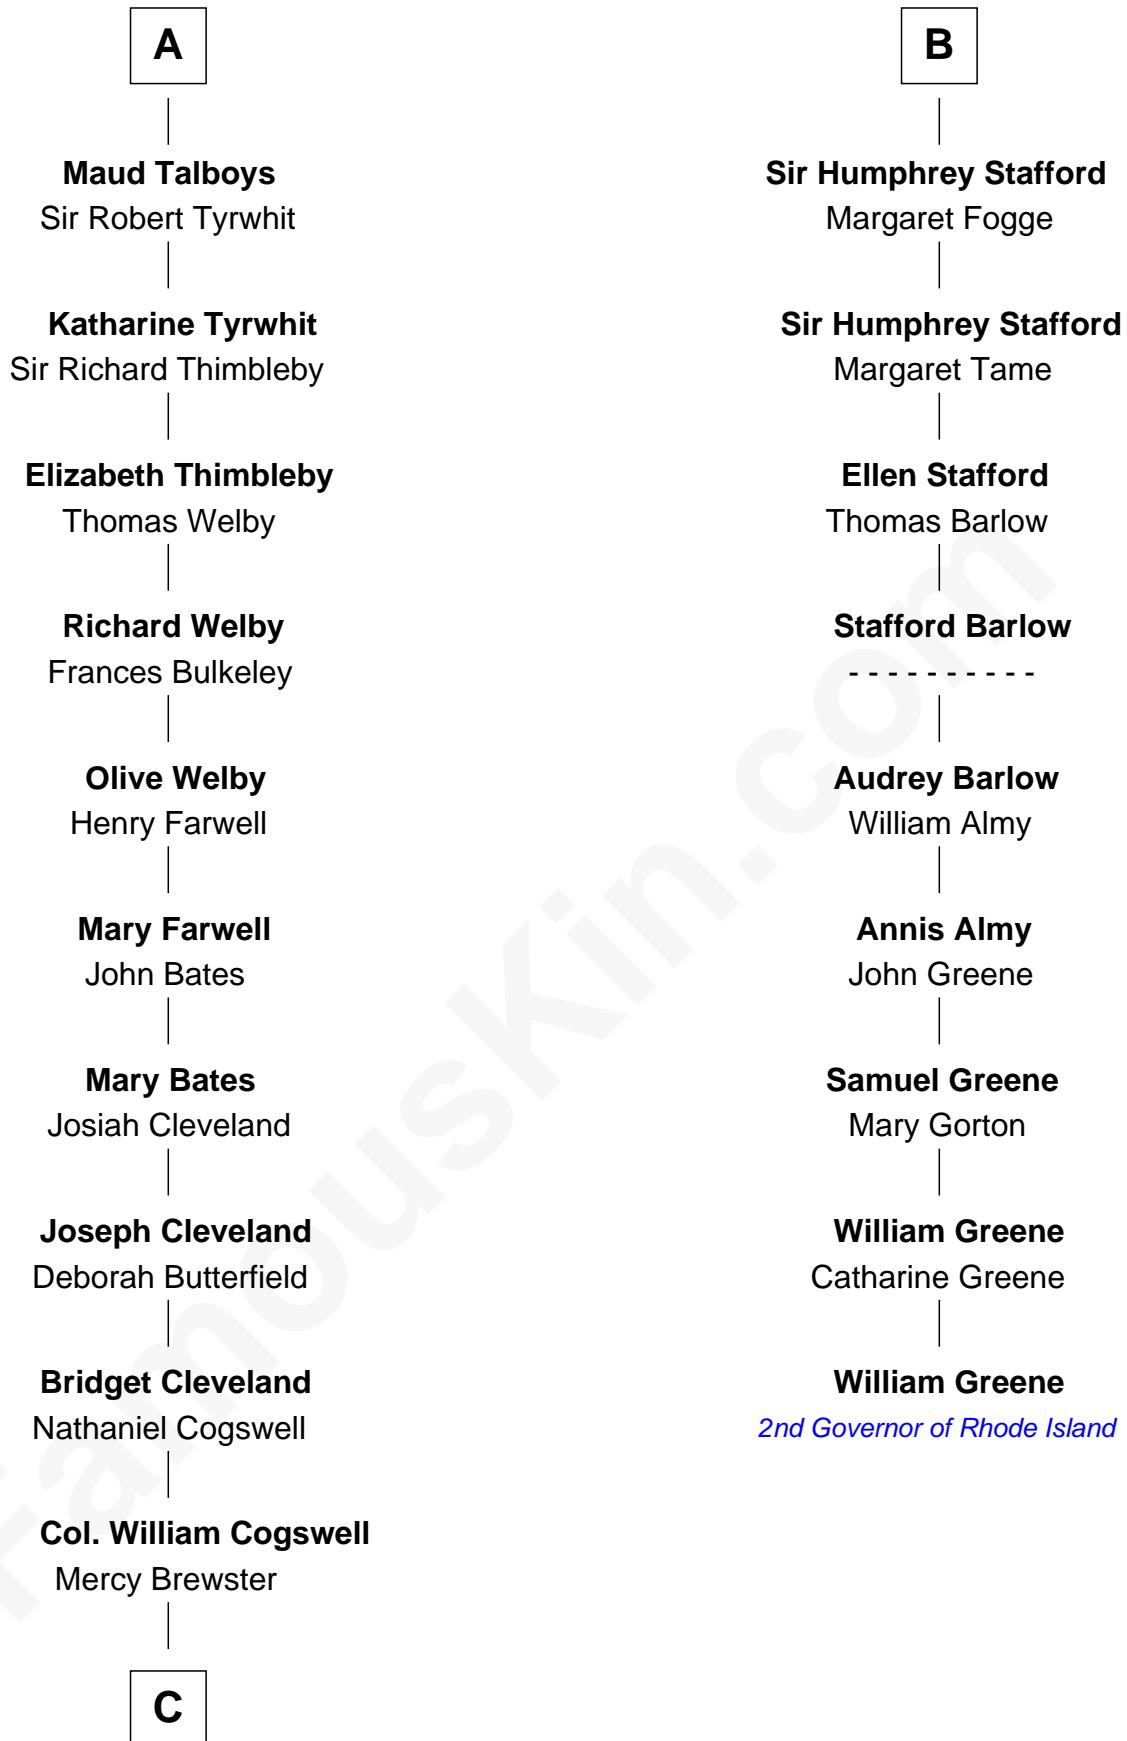 A
Maud Talboys
Sir Robert Tyrwhit
Katharine Tyrwhit
Sir Richard Thimbleby
Elizabeth Thimbleby
Thomas Welby
Richard Welby
Frances Bulkeley
Olive Welby
Henry Farwell
Mary Farwell
John Bates
Mary Bates
Josiah Cleveland
Joseph Cleveland
Deborah Butterfield
Bridget Cleveland
Nathaniel Cogswell
Col. William Cogswell
Mercy Brewster
C
B
Sir Humphrey Stafford
Margaret Fogge
Sir Humphrey Stafford
Margaret Tame
Ellen Stafford
Thomas Barlow
Stafford Barlow
- - - - - - - - - -
Audrey Barlow
William Almy
Annis Almy
John Greene
Samuel Greene
Mary Gorton
William Greene
Catharine Greene
William Greene
2nd Governor of Rhode Island
FamousKin.com